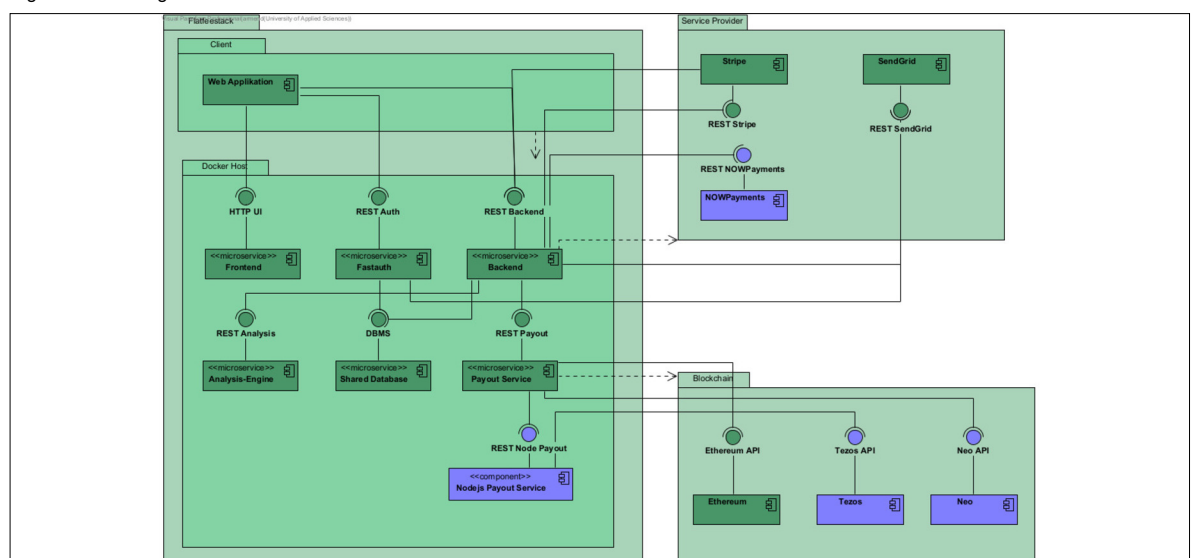 Flatfeestack
Service Provider
Client
Web Applikation
Stripe
SendGrid
REST Stripe
REST SendGrid
REST NOWPayments
NOWPayments
Docker Host
HTTP UI
REST Auth
REST Backend
<<microservice>>
Frontend
<<microservice>>
Fastauth
<<microservice>>
Backend
REST Analysis
DBMS
REST Payout
<<microservice>>
Analysis-Engine
<<microservice>>
Shared Database
<<microservice>>
Payout Service
Blockchain
REST Node Payout
Ethereum API
Tezos API
Neo API
<<component>>
Nodejs Payout Service
Ethereum
Tezos
Neo